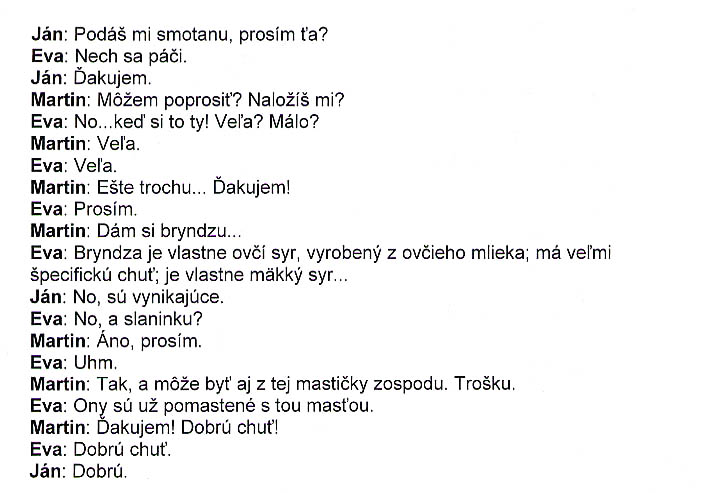 Ján: Podáš mi smotanu, prosím ťa?
Eva: Nech sa páči.
Ján: Ďakujem.
Martin: Môžem poprosiť? Naložíš mi?
Eva: No...keď si to ty! Veľa? Málo?
Martin: Veľa.
Eva: Veľa.
Martin: Ešte trochu... Ďakujem!
Eva: Prosím.
Martin: Dám si bryndzu...
Eva: Bryndza je vlastne ovčí syr, vyrobený z ovčieho mlieka; má veľmi
špecifickú chuť; je vlastne mäkký syr...
Ján: No, sú vynikajúce.
Eva: No, a slaninku?
Martin: Áno, prosím.
Eva: Uhm.
Martin: Tak, a môže byť aj z tej mastičky zospodu. Trošku.
Eva: Ony sú už pomastené s tou masťou.
Martin: Ďakujem! Dobrú chuť!
Eva: Dobrú chuť.
Ján: Dobrú.